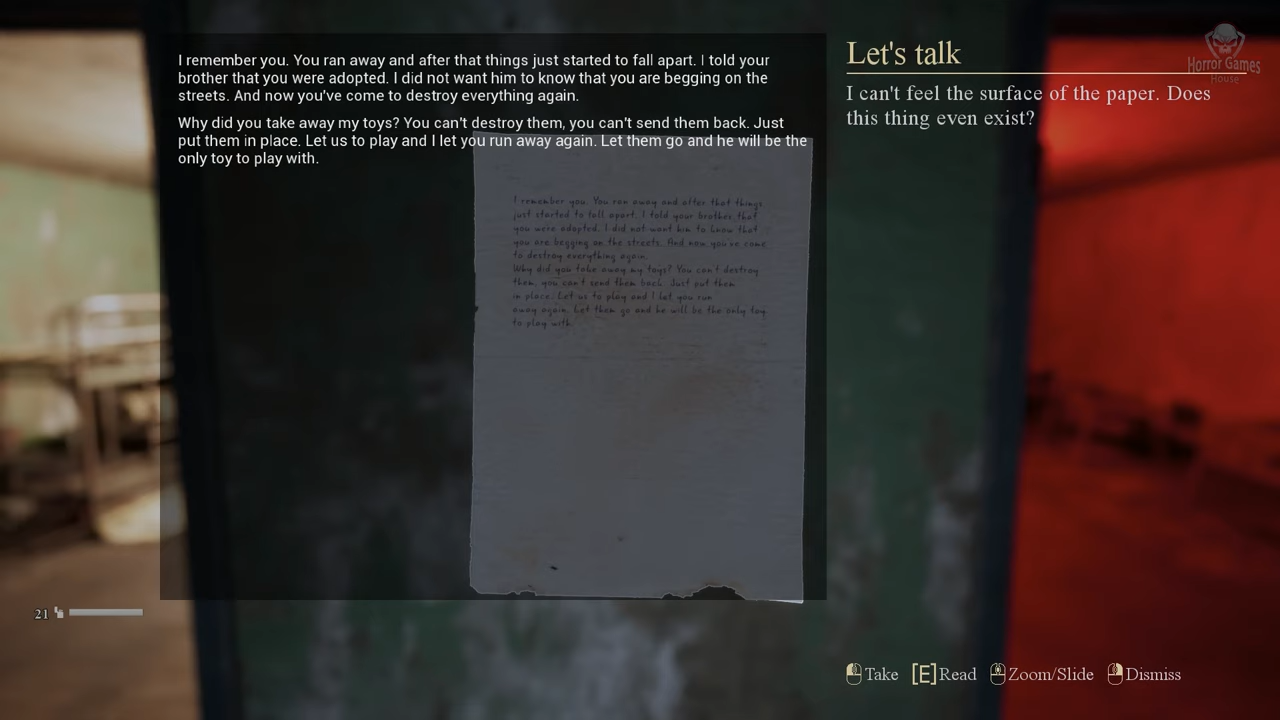 I remember you. You ran away and after that things just started to fall apart. I told your
brother that you were adopted. I did not want him to know that you are begging on the
streets. And now you've come to destroy everything again.
Why did you take away my toys? You can't destroy them, you can't send them back. Just
put them in place. Let us to play and I let you run away again. Let them go and he will be the
only toy to play with.
I remember you. You ran away and after that things
just started to fall apart. I told your brother that
you were adopted. I did not want him to know that
you are begging on the streets. And now you've come
to destroy everything again.
Why did you take away my toys? You can't destroy
them, you can't send them back. Just put them
in place. Let us to play and I let you run
away again. Let them go and he will be the only toy
to play with.
Let's talk
I can't feel the surface of the paper. Does
this thing even exist?
Horror Games
House
21
Take [E]Read Zoom/Slide Dismiss